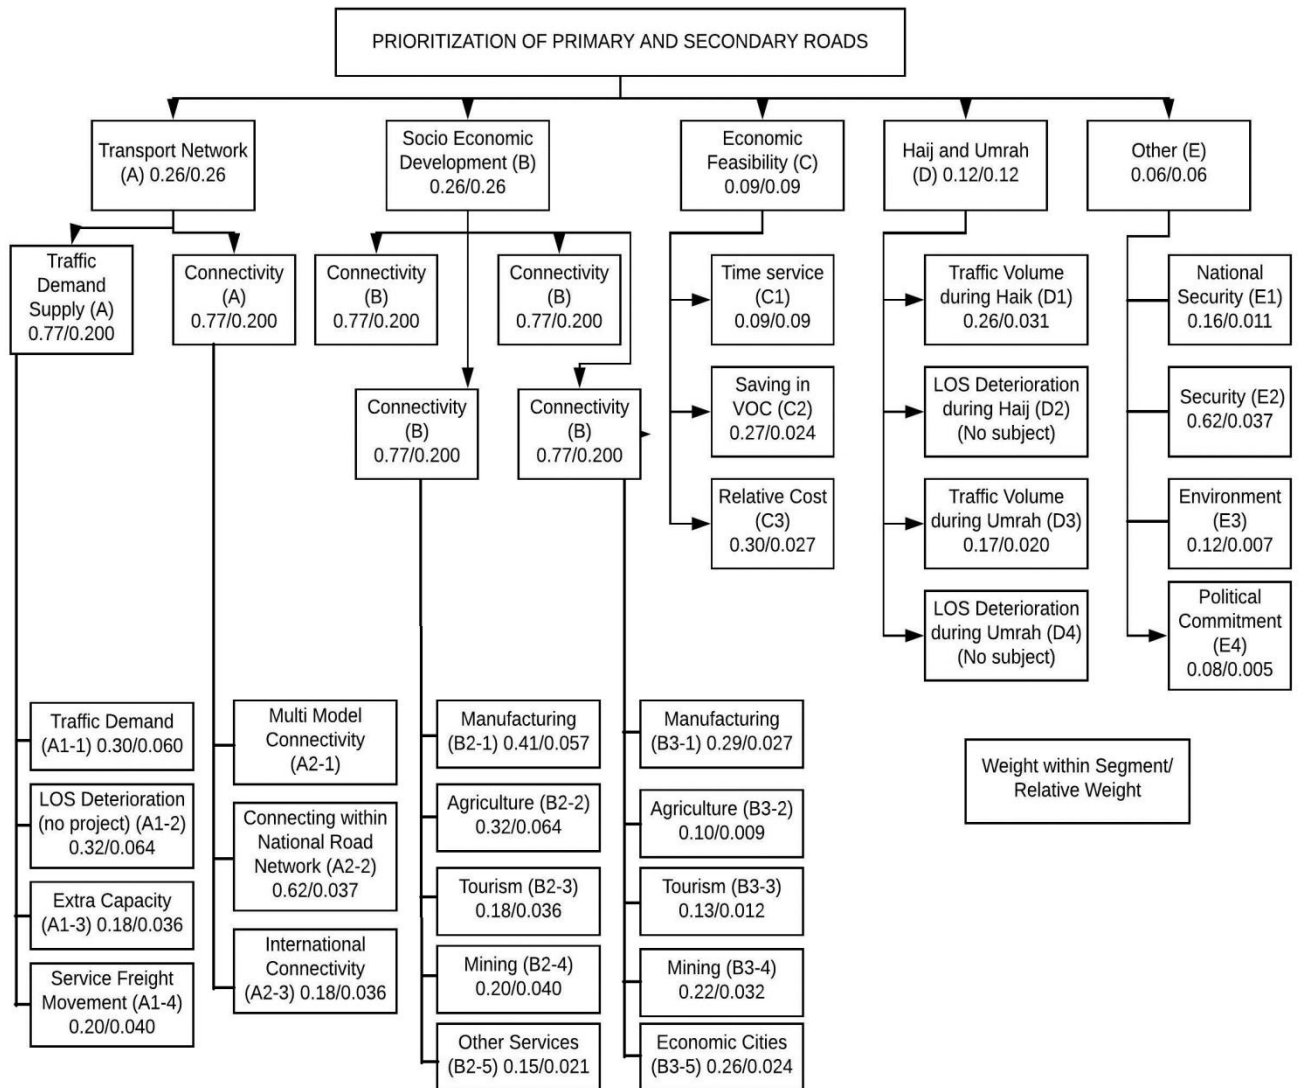 PRIORITIZATION OF PRIMARY AND SECONDARY ROADS
Transport Network
(A) 0.26/0.26
Socio Economic
Development (B)
0.26/0.26
Economic
Feasibility (C)
0.09/0.09
Haij and Umrah
(D) 0.12/0.12
Other (E)
0.06/0.06
Traffic
Demand
Supply (A)
0.77/0.200
Connectivity
(A)
0.77/0.200
Connectivity
(B)
0.77/0.200
Connectivity
(B)
0.77/0.200
Connectivity
(B)
0.77/0.200
Connectivity
(B)
0.77/0.200
Time service
(C1)
0.09/0.09
Saving in
VOC (C2)
0.27/0.024
Relative Cost
(C3)
0.30/0.027
Traffic Volume
during Haik (D1)
0.26/0.031
LOS Deterioration
during Haij (D2)
(No subject)
Traffic Volume
during Umrah (D3)
0.17/0.020
LOS Deterioration
during Umrah (D4)
(No subject)
National
Security (E1)
0.16/0.011
Security (E2)
0.62/0.037
Environment
(E3)
0.12/0.007
Political
Commitment
(E4)
0.08/0.005
Traffic Demand
(A1-1) 0.30/0.060
LOS Deterioration
(no project) (A1-2)
0.32/0.064
Extra Capacity
(A1-3) 0.18/0.036
Service Freight
Movement (A1-4)
0.20/0.040
Multi Model
Connectivity
(A2-1)
Connecting within
National Road
Network (A2-2)
0.62/0.037
International
Connectivity
(A2-3) 0.18/0.036
Manufacturing
(B2-1) 0.41/0.057
Agriculture (B2-2)
0.32/0.064
Tourism (B2-3)
0.18/0.036
Mining (B2-4)
0.20/0.040
Other Services
(B2-5) 0.15/0.021
Manufacturing
(B3-1) 0.29/0.027
Agriculture (B3-2)
0.10/0.009
Tourism (B3-3)
0.13/0.012
Mining (B3-4)
0.22/0.032
Economic Cities
(B3-5) 0.26/0.024
Weight within Segment/
Relative Weight